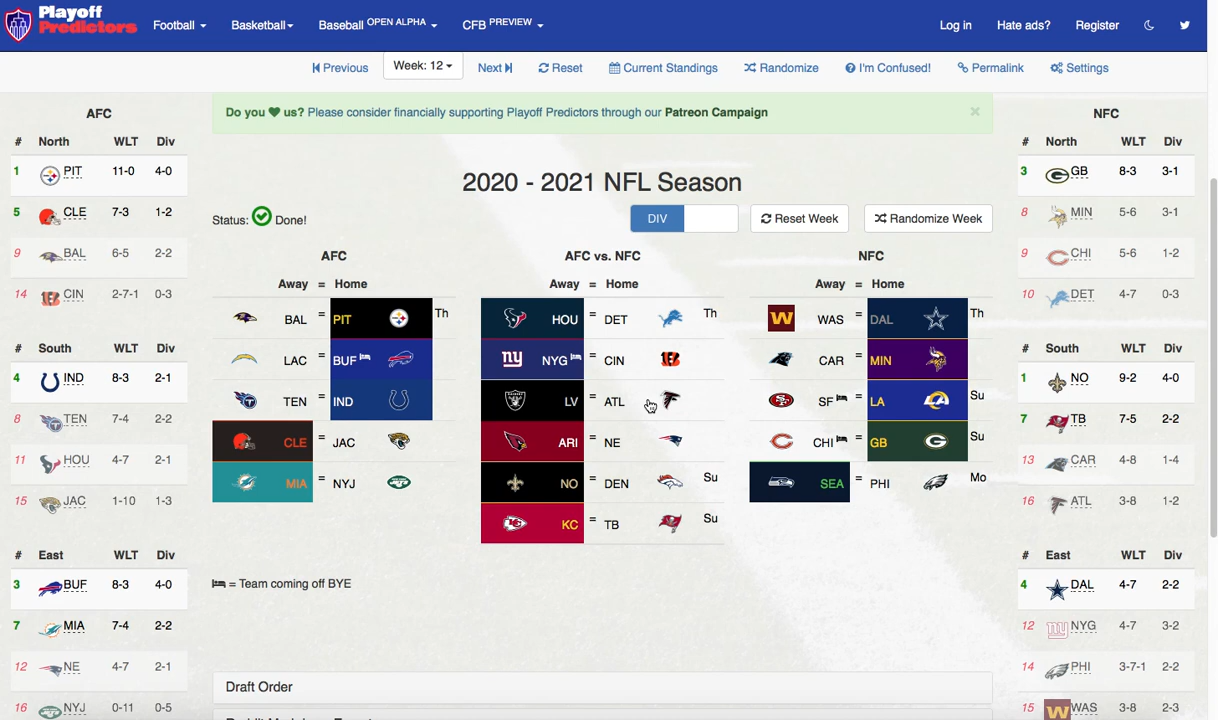 Playoff
Predictors
Football
Basketball
Baseball OPEN ALPHA
CFB PREVIEW
Log in
Hate ads?
Register
Previous
Week: 12
Next
Reset
Current Standings
Randomize
I'm Confused!
Permalink
Settings
AFC
# North WLT Div
1 PIT 11-0 4-0
5 CLE 7-3 1-2
9 BAL 6-5 2-2
14 CIN 2-7-1 0-3
# South WLT Div
4 IND 8-3 2-1
8 TEN 7-4 2-2
11 HOU 4-7 2-1
15 JAC 1-10 1-3
# East WLT Div
3 BUF 8-3 4-0
7 MIA 7-4 2-2
12 NE 4-7 2-1
16 NYJ 0-11 0-5
Do you us? Please consider financially supporting Playoff Predictors through our Patreon Campaign ×
2020 - 2021 NFL Season
Status: Done!
DIV
Reset Week
Randomize Week
AFC
Away = Home
BAL = PIT Th
LAC = BUF
TEN = IND
CLE = JAC
MIA = NYJ
AFC vs. NFC
Away = Home
HOU = DET Th
NYG = CIN
LV = ATL
ARI = NE
NO = DEN Su
KC = TB Su
NFC
Away = Home
WAS = DAL Th
CAR = MIN
SF = LA Su
CHI = GB Su
SEA = PHI Mo
= Team coming off BYE
Draft Order
NFC
# North WLT Div
3 GB 8-3 3-1
8 MIN 5-6 3-1
9 CHI 5-6 1-2
10 DET 4-7 0-3
# South WLT Div
1 NO 9-2 4-0
7 TB 7-5 2-2
13 CAR 4-8 1-4
16 ATL 3-8 1-2
# East WLT Div
4 DAL 4-7 2-2
12 NYG 4-7 3-2
14 PHI 3-7-1 2-2
15 WAS 3-8 2-3